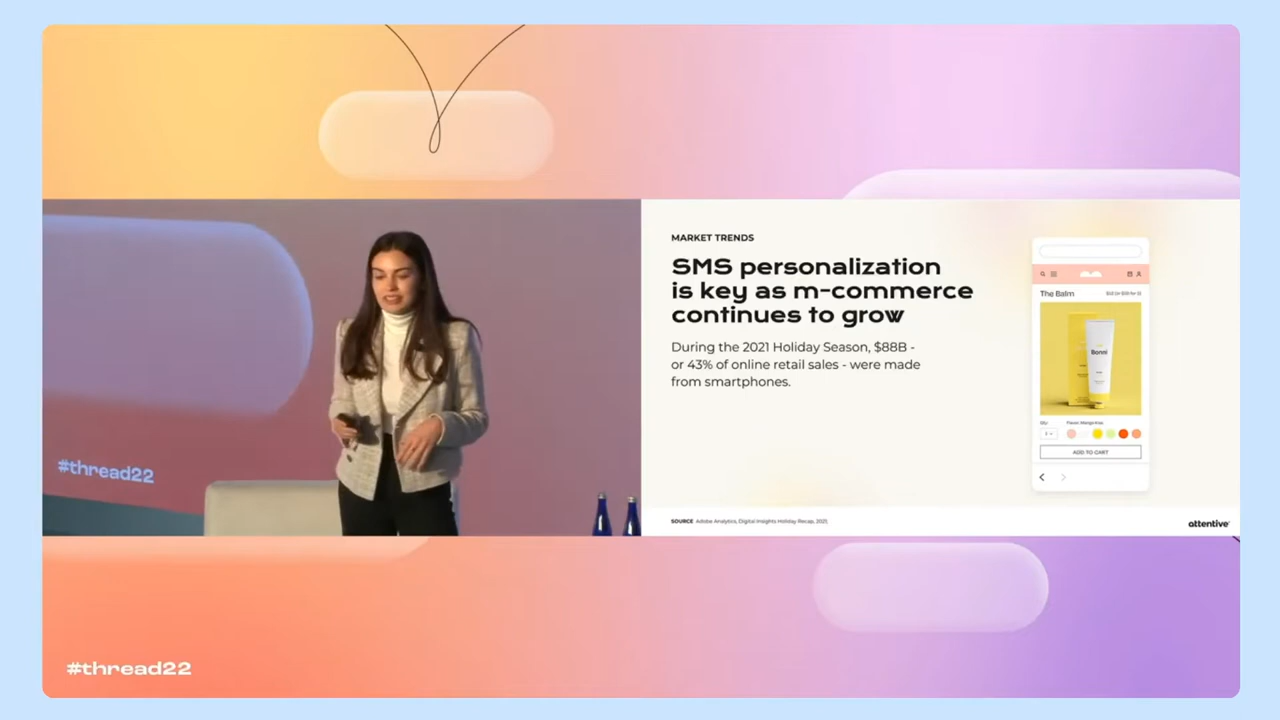 #thread22
MARKET TRENDS
SMS personalization
is key as m-commerce
continues to grow
During the 2021 Holiday Season, $88B -
or 43% of online retail sales - were made
from smartphones.
The Balm
Bonni
Qty:
1
ADD TO CART
SOURCE Adobe Analytics, Digital Insights Holiday Recap, 2021.
attentive
#thread22